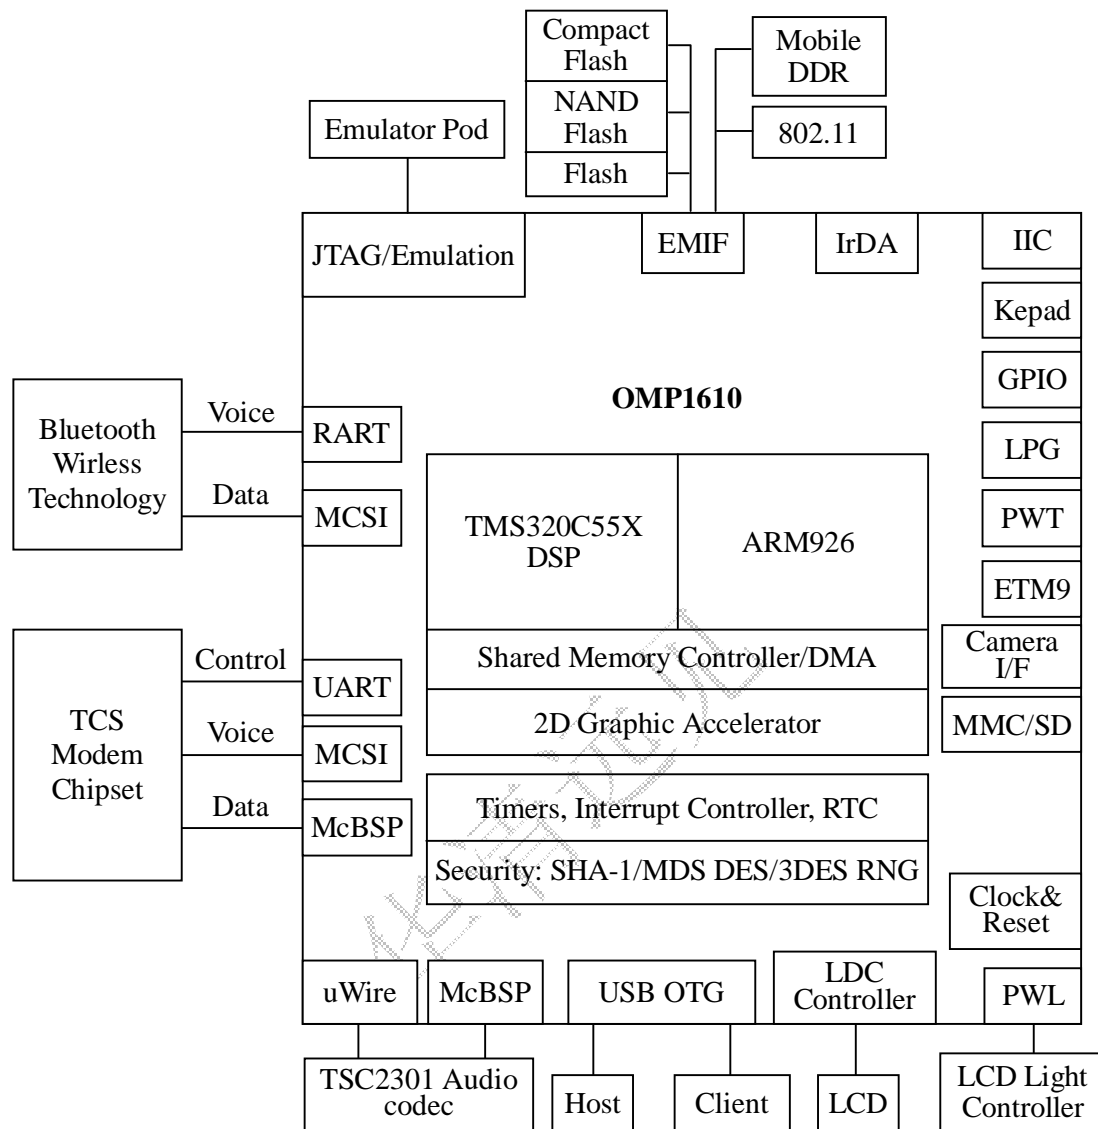 Compact
Flash
NAND
Flash
Flash
Mobile
DDR
802.11
Emulator Pod
JTAG/Emulation
EMIF
IrDA
IIC
Kepad
GPIO
LPG
PWT
ETM9
Camera
I/F
MMC/SD
OMP1610
Bluetooth
Wirless
Technology
Voice
Data
RART
MCSI
TMS320C55X
DSP
ARM926
Shared Memory Controller/DMA
2D Graphic Accelerator
Timers, Interrupt Controller, RTC
Security: SHA-1/MDS DES/3DES RNG
TCS
Modem
Chipset
Control
Voice
Data
UART
MCSI
McBSP
Clock&
Reset
uWire
McBSP
USB OTG
LDC
Controller
PWL
TSC2301 Audio
codec
Host
Client
LCD
LCD Light
Controller
华清远见